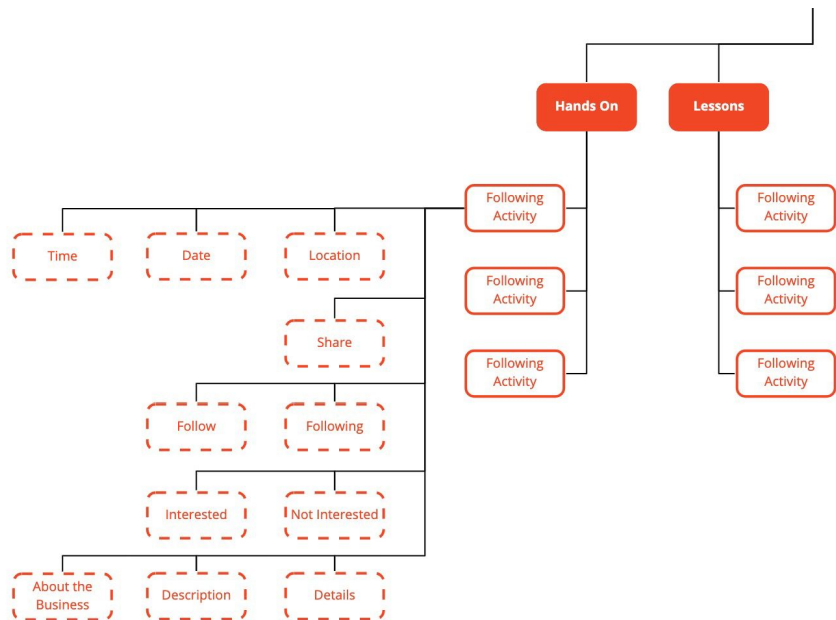 Hands On
Lessons
Following
Activity
Following
Activity
Time
Date
Location
Following
Activity
Following
Activity
Share
Following
Activity
Following
Activity
Follow
Following
Interested
Not Interested
About the
Business
Description
Details